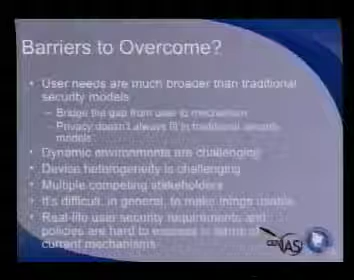 Barriers to Overcome?
• User needs are much broader than traditional
security models
– Bridge the gap from user to mechanism
– Privacy doesn't always fit in traditional security
models
• Dynamic environments are challenging
• Device heterogeneity is challenging
• Multiple competing stakeholders
• It's difficult, in general, to make things usable
• Real-life user security requirements and
policies are hard to express in terms of
current mechanisms